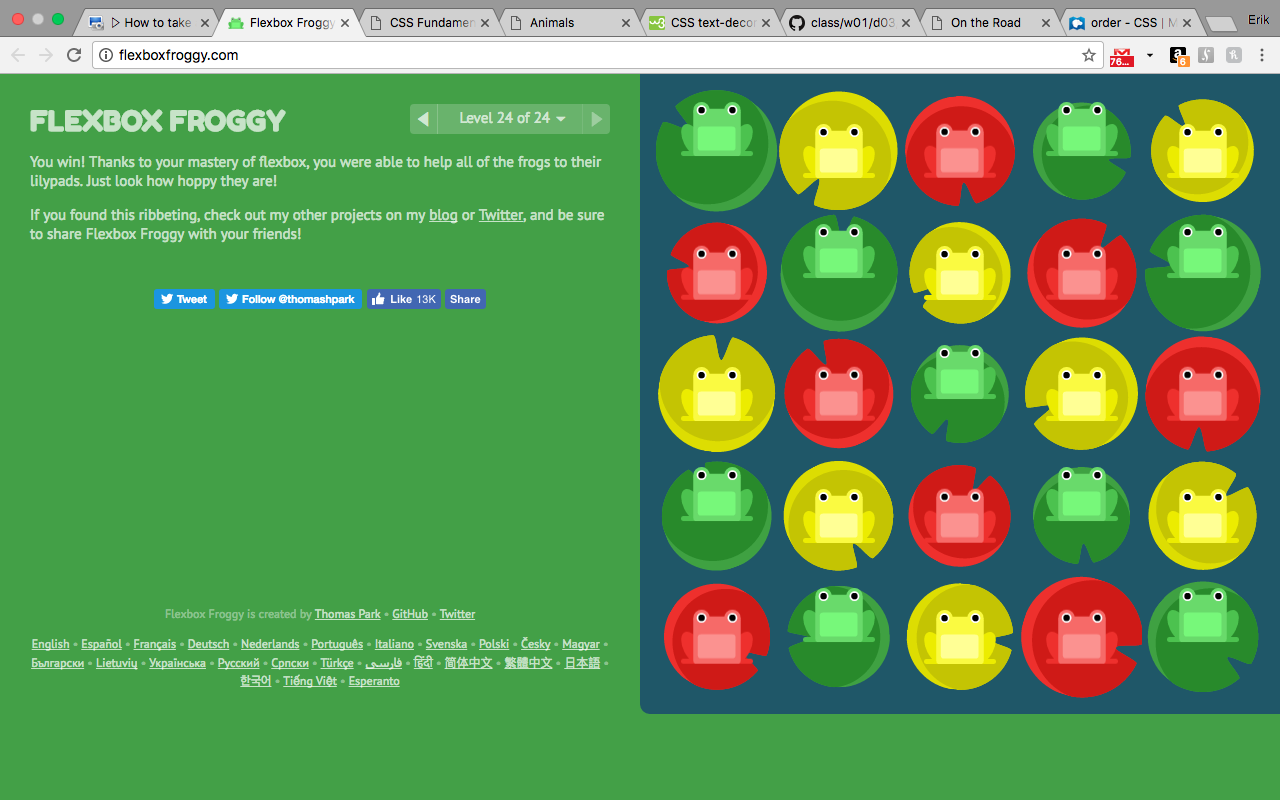 ▷ How to take
Flexbox Froggy
CSS Fundamen
Animals
CSS text-decor
class/w01/d03
On the Road
order - CSS | M
Erik
flexboxfroggy.com
76...
6
FLEXBOX FROGGY
Level 24 of 24
You win! Thanks to your mastery of flexbox, you were able to help all of the frogs to their
lilypads. Just look how hoppy they are!
If you found this ribbeting, check out my other projects on my blog or Twitter, and be sure
to share Flexbox Froggy with your friends!
Tweet
Follow @thomashpark
Like 13K
Share
Flexbox Froggy is created by Thomas Park • GitHub • Twitter
English • Español • Français • Deutsch • Nederlands • Português • Italiano • Svenska • Polski • Česky • Magyar •
Български • Lietuvių • Українська • Русский • Српски • Türkçe • فارسی • हिंदी • 简体中文 • 繁體中文 • 日本語 •
한국어 • Tiếng Việt • Esperanto